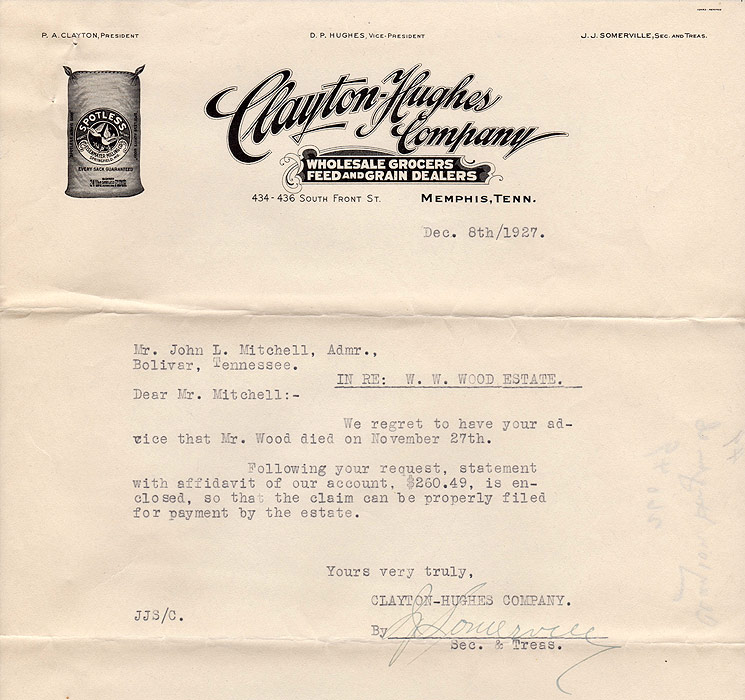 P. A. CLAYTON, PRESIDENT
D. P. HUGHES, VICE-PRESIDENT
J. J. SOMERVILLE, SEC. AND TREAS.
SPOTLESS
EVERY SACK GUARANTEED
Clayton-Hughes
Company
WHOLESALE GROCERS
FEED AND GRAIN DEALERS
434-436 SOUTH FRONT ST. MEMPHIS, TENN.
Dec. 8th/1927.
Mr. John L. Mitchell, Admr.,
Bolivar, Tennessee.
IN RE: W. W. WOOD ESTATE.
Dear Mr. Mitchell:-
We regret to have your ad-
vice that Mr. Wood died on November 27th.
Following your request, statement
with affidavit of our account, $260.49, is en-
closed, so that the claim can be properly filed
for payment by the estate.
Yours very truly,
CLAYTON-HUGHES COMPANY.
JJS/C.
By J J Somerville
Sec. & Treas.